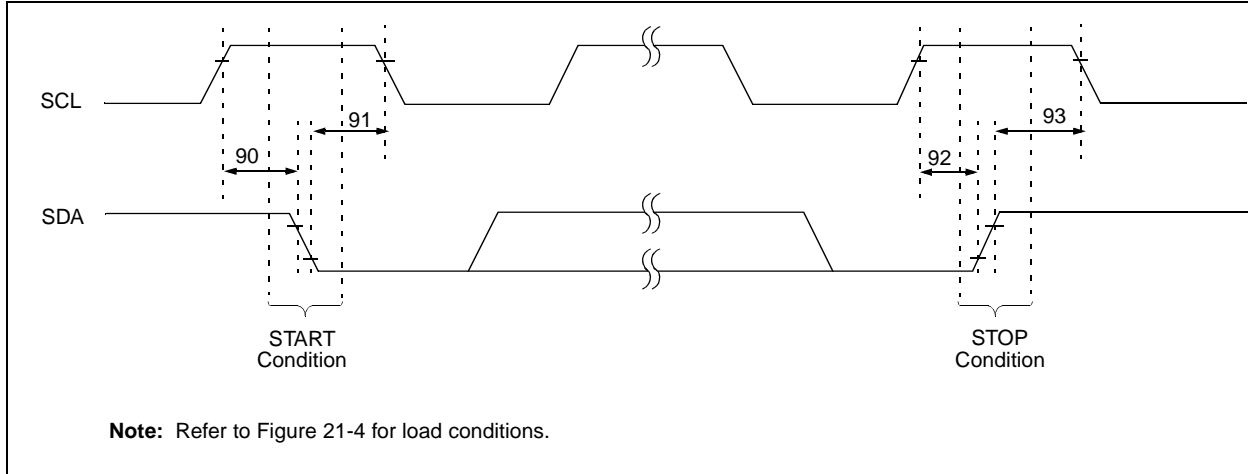 SCL
91
93
90
92
SDA
START
Condition
STOP
Condition
Note: Refer to Figure 21-4 for load conditions.